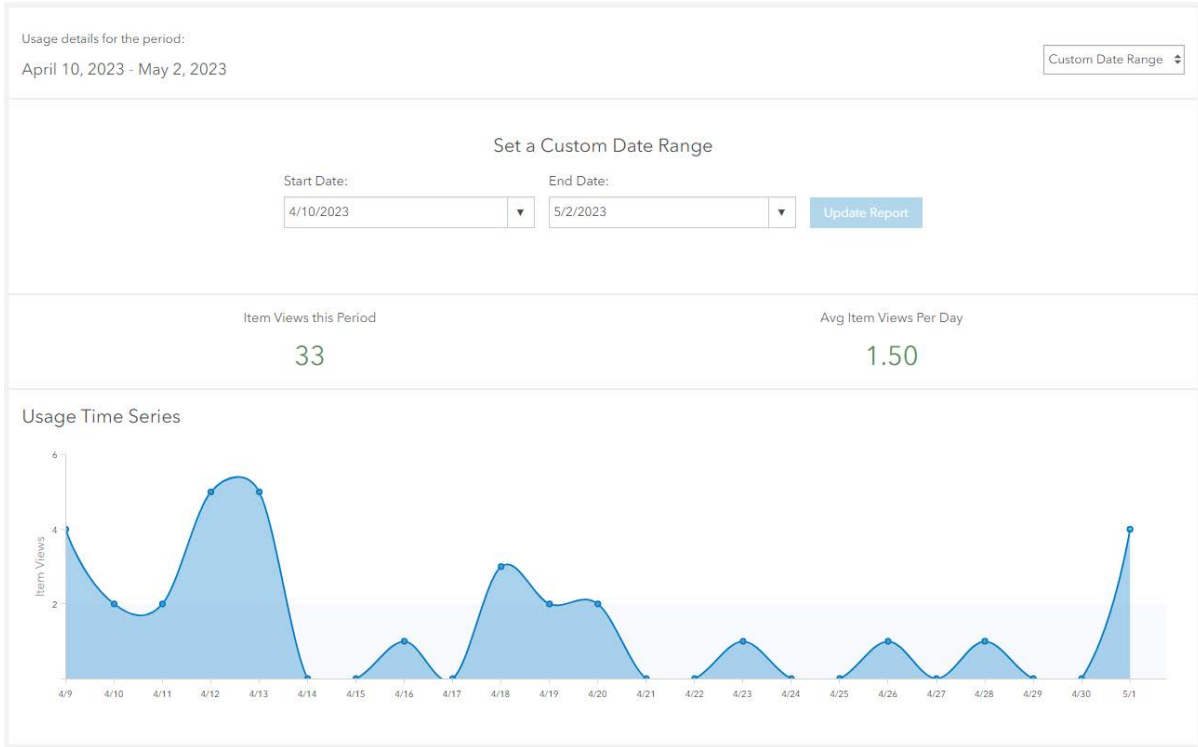 Usage details for the period:
April 10, 2023 - May 2, 2023
Custom Date Range
Set a Custom Date Range
Start Date: End Date:
4/10/2023 5/2/2023 Update Report
Item Views this Period Avg Item Views Per Day
33 1.50
Usage Time Series
6
4
2
Item Views
4/9 4/10 4/11 4/12 4/13 4/14 4/15 4/16 4/17 4/18 4/19 4/20 4/21 4/22 4/23 4/24 4/25 4/26 4/27 4/28 4/29 4/30 5/1